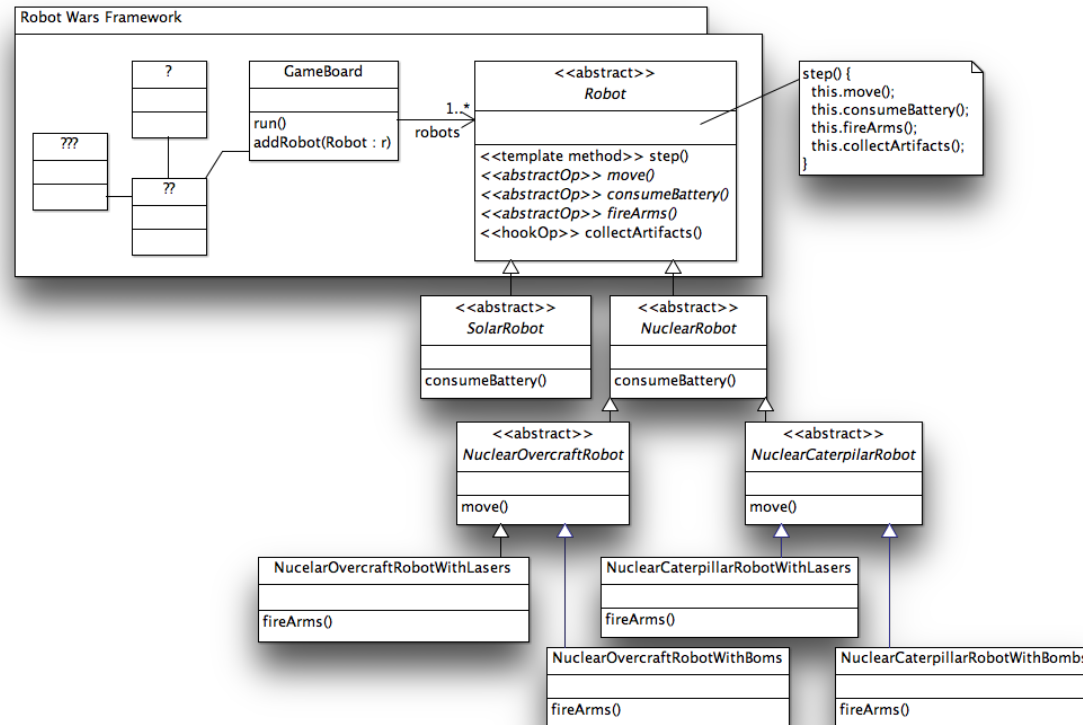 Robot Wars Framework
?
GameBoard
run()
addRobot(Robot : r)
1..*
robots
<<abstract>>
Robot
<<template method>> step()
<<abstractOp>> move()
<<abstractOp>> consumeBattery()
<<abstractOp>> fireArms()
<<hookOp>> collectArtifacts()
step() {
this.move();
this.consumeBattery();
this.fireArms();
this.collectArtifacts();
}
???
??
<<abstract>>
SolarRobot
consumeBattery()
<<abstract>>
NuclearRobot
consumeBattery()
<<abstract>>
NuclearOvercraftRobot
move()
<<abstract>>
NuclearCaterpilarRobot
move()
NucelarOvercraftRobotWithLasers
fireArms()
NuclearCaterpillarRobotWithLasers
fireArms()
NuclearOvercraftRobotWithBoms
fireArms()
NuclearCaterpillarRobotWithBombs
fireArms()